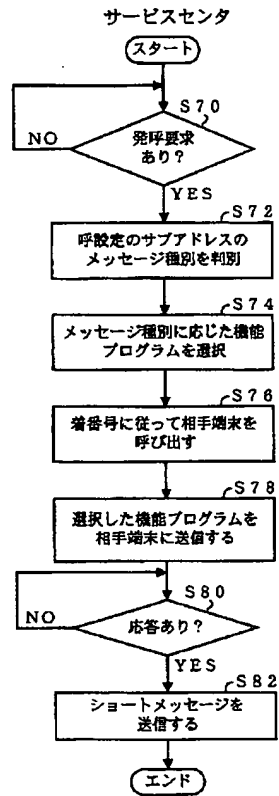 サービスセンタ
スタート
S70
発呼要求
あり?
NO
YES
S72
呼設定のサブアドレスの
メッセージ種別を判別
S74
メッセージ種別に応じた機能
プログラムを選択
S76
着番号に従って相手端末を
呼び出す
S78
選択した機能プログラムを
相手端末に送信する
S80
応答あり?
NO
YES
S82
ショートメッセージを
送信する
エンド